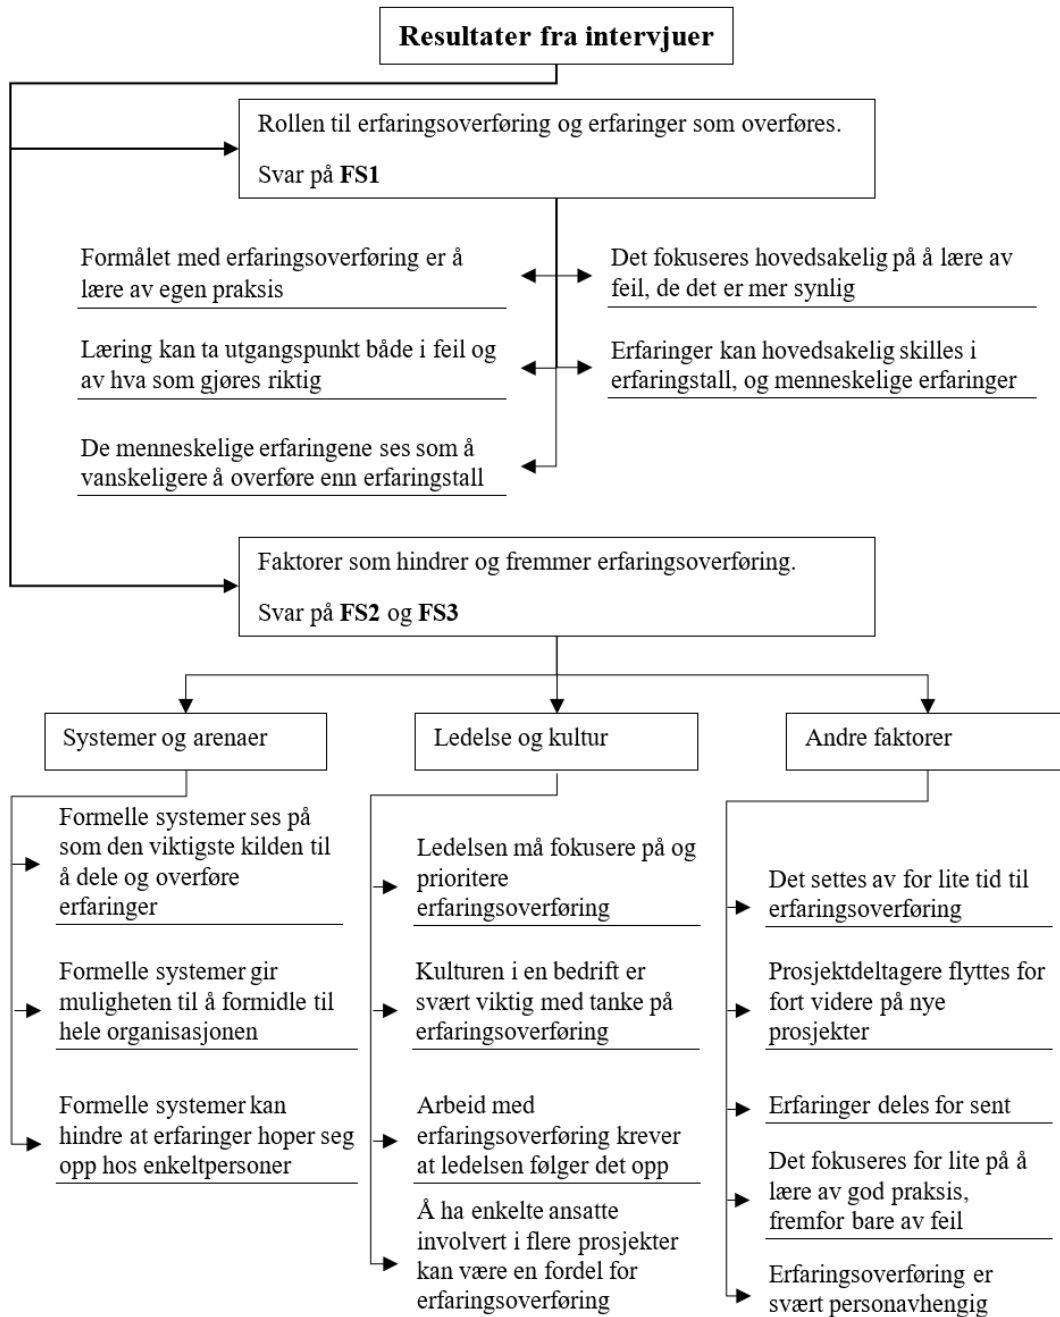 Resultater fra intervjuer
Rollen til erfaringsoverføring og erfaringer som overføres.
Svar på FS1
Formålet med erfaringsoverføring er å
lære av egen praksis
Det fokuseres hovedsakelig på å lære av
feil, de det er mer synlig
Læring kan ta utgangspunkt både i feil og
av hva som gjøres riktig
Erfaringer kan hovedsakelig skilles i
erfaringstall, og menneskelige erfaringer
De menneskelige erfaringene ses som å
vanskeligere å overføre enn erfaringstall
Faktorer som hindrer og fremmer erfaringsoverføring.
Svar på FS2 og FS3
Systemer og arenaer
Formelle systemer ses på
som den viktigste kilden til
å dele og overføre
erfaringer
Formelle systemer gir
muligheten til å formidle til
hele organisasjonen
Formelle systemer kan
hindre at erfaringer hoper seg
opp hos enkeltpersoner
Ledelse og kultur
Ledelsen må fokusere på og
prioritere
erfaringsoverføring
Kulturen i en bedrift er
svært viktig med tanke på
erfaringsoverføring
Arbeid med
erfaringsoverføring krever
at ledelsen følger det opp
Å ha enkelte ansatte
involvert i flere prosjekter
kan være en fordel for
erfaringsoverføring
Andre faktorer
Det settes av for lite tid til
erfaringsoverføring
Prosjektdeltagere flyttes for
fort videre på nye
prosjekter
Erfaringer deles for sent
Det fokuseres for lite på å
lære av god praksis,
fremfor bare av feil
Erfaringsoverføring er
svært personavhengig